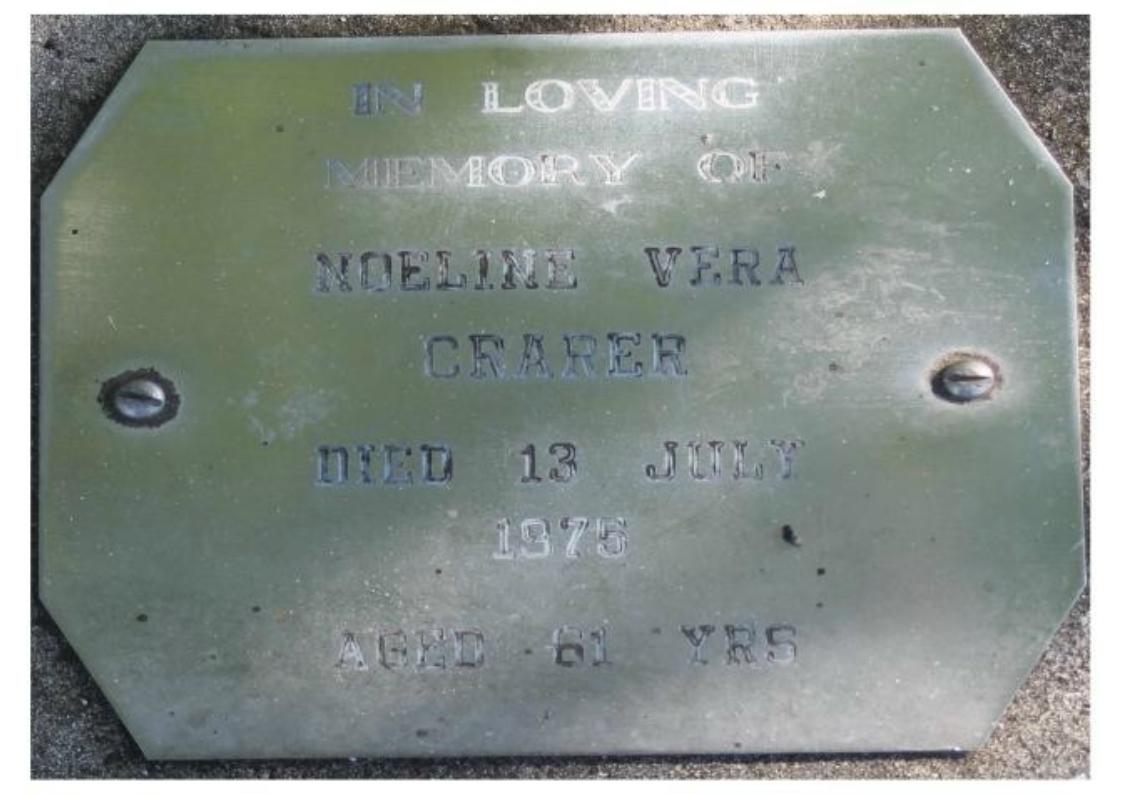 IN LOVING
MEMORY OF
NOELINE VERA
CRARER
DIED 13 JULY
1975
AGED 61 YRS